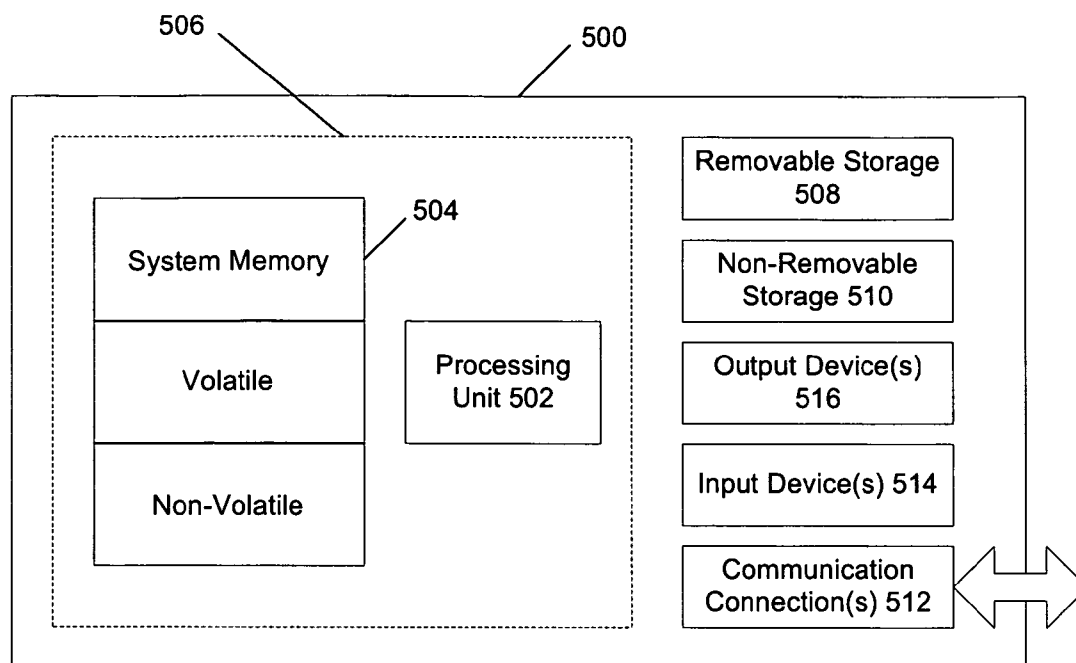 506
500
504
System Memory
Volatile
Non-Volatile
Processing
Unit 502
Removable Storage
508
Non-Removable
Storage 510
Output Device(s)
516
Input Device(s) 514
Communication
Connection(s) 512